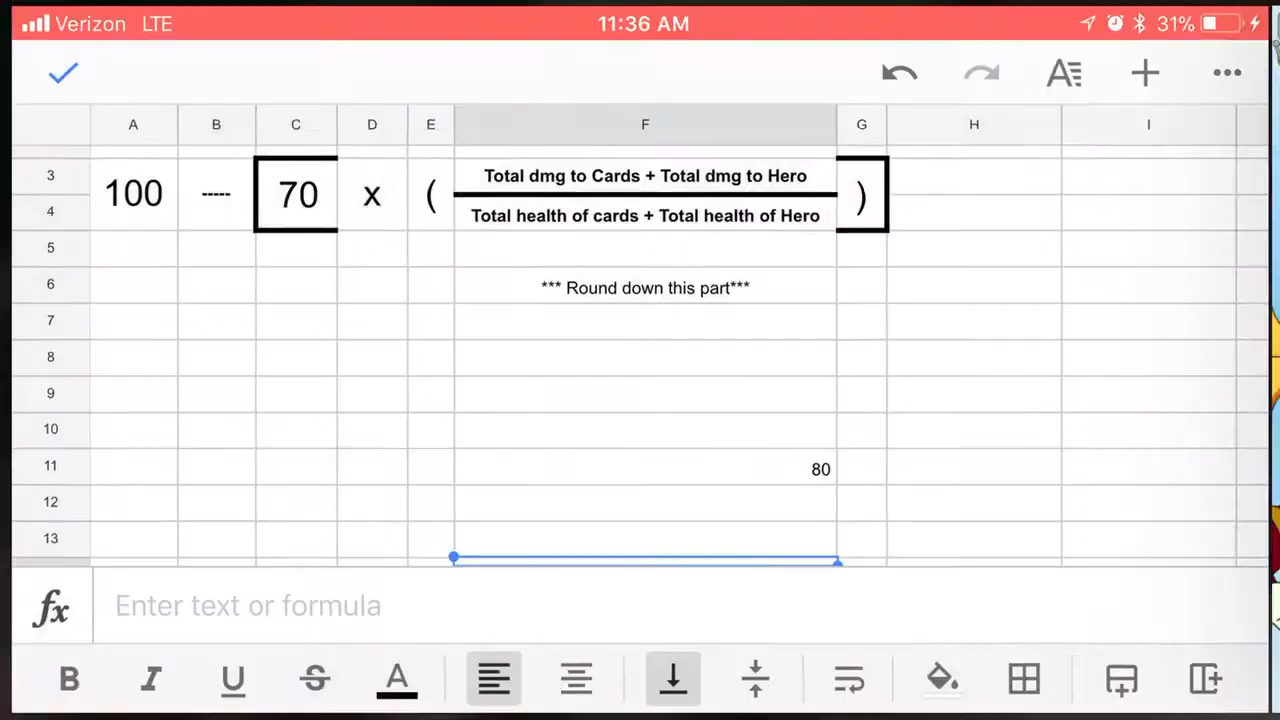 Verizon LTE 11:36 AM 31%
A B C D E F G H I
3 Total dmg to Cards + Total dmg to Hero
100 ----- 70 x ( )
4 Total health of cards + Total health of Hero
5
6 *** Round down this part***
7
8
9
10
11 80
12
13
fx Enter text or formula
B I U S A